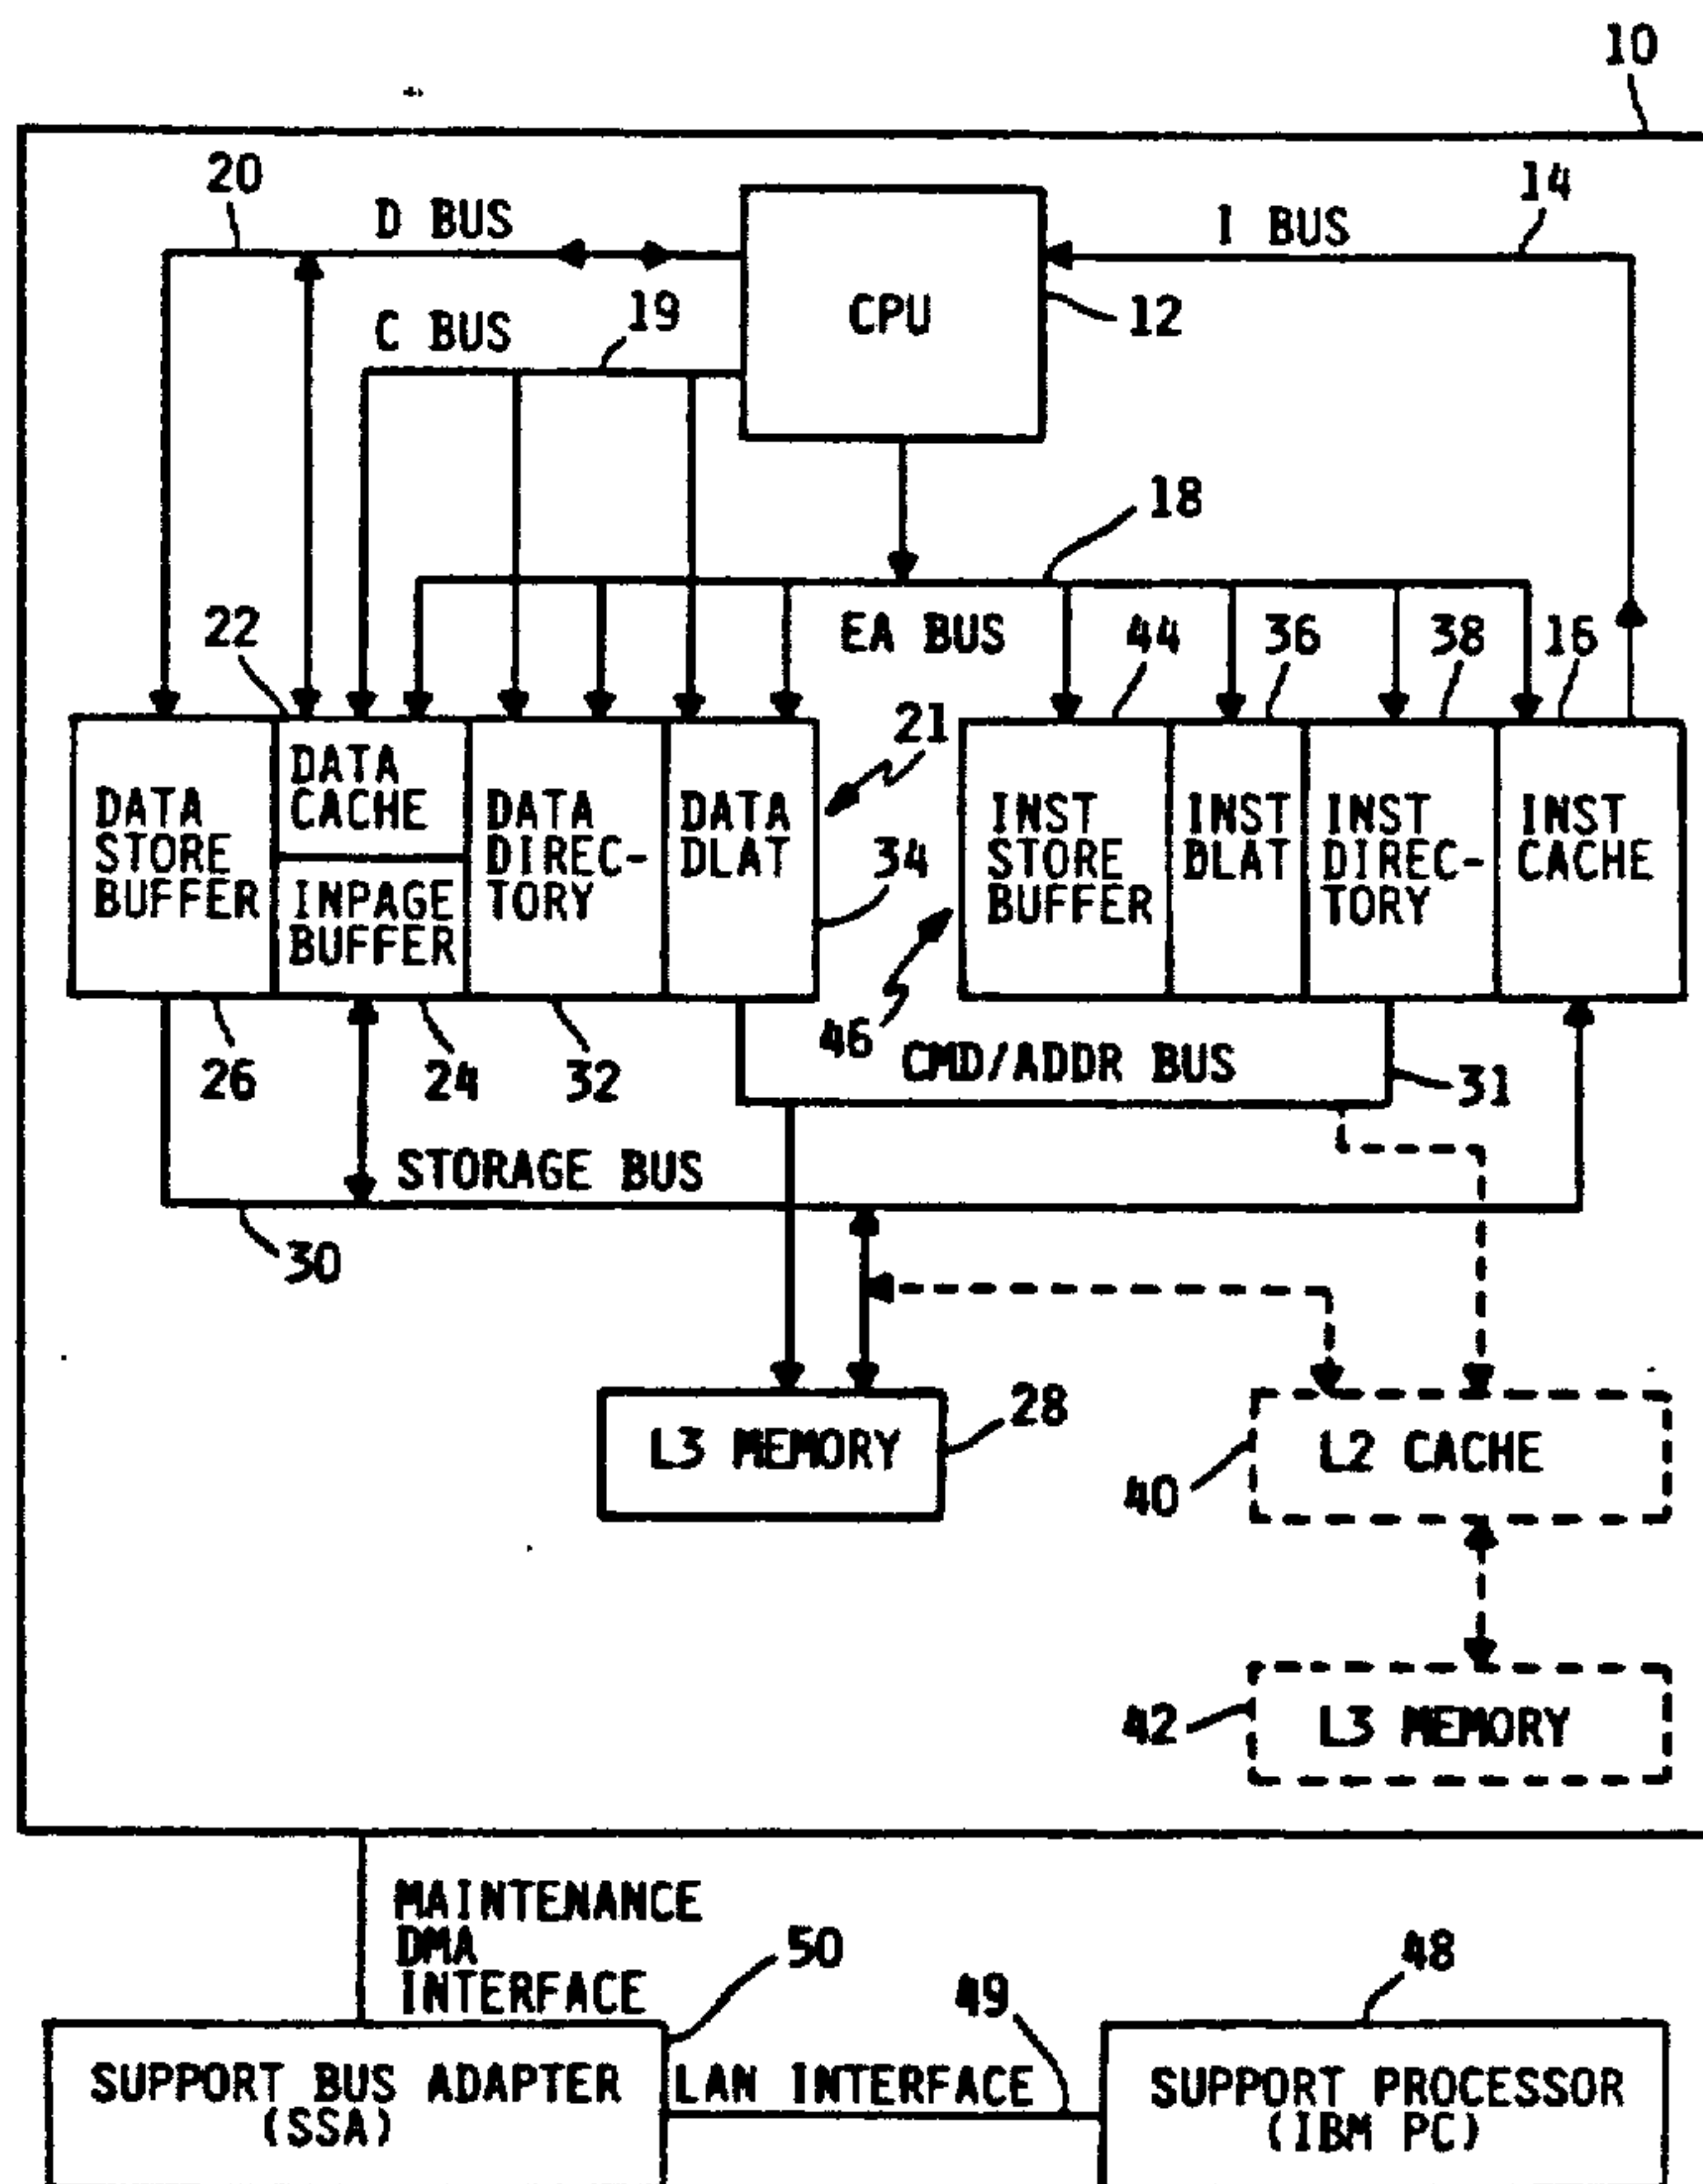 10
20
D BUS
14
I BUS
C BUS
19
CPU
12
18
22
EA BUS
44
36
38
16
21
DATA
STORE
BUFFER
DATA
CACHE
INPAGE
BUFFER
DATA
DIREC-
TORY
DATA
DLAT
34
INST
STORE
BUFFER
INST
DLAT
INST
DIREC-
TORY
INST
CACHE
46
26
24
32
CMD/ADDR BUS
31
STORAGE BUS
30
L3 MEMORY
28
L2 CACHE
40
42
L3 MEMORY
MAINTENANCE
DMA
INTERFACE
50
49
48
SUPPORT BUS ADAPTER
(SSA)
LAN INTERFACE
SUPPORT PROCESSOR
(IBM PC)